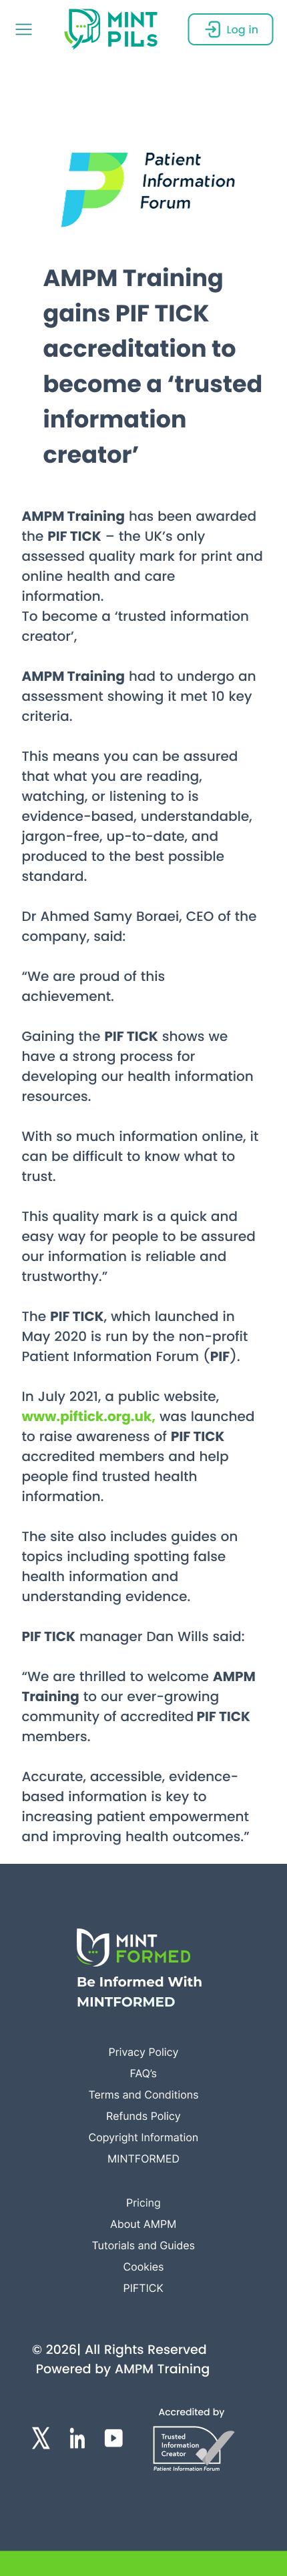 MINT
PILS
Log in
Patient
Information
Forum
AMPM Training
gains PIF TICK
accreditation to
become a ‘trusted
information
creator’
AMPM Training has been awarded
the PIF TICK – the UK’s only
assessed quality mark for print and
online health and care
information.
To become a ‘trusted information
creator’,
AMPM Training had to undergo an
assessment showing it met 10 key
criteria.
This means you can be assured
that what you are reading,
watching, or listening to is
evidence-based, understandable,
jargon-free, up-to-date, and
produced to the best possible
standard.
Dr Ahmed Samy Boraei, CEO of the
company, said:
“We are proud of this
achievement.
Gaining the PIF TICK shows we
have a strong process for
developing our health information
resources.
With so much information online, it
can be difficult to know what to
trust.
This quality mark is a quick and
easy way for people to be assured
our information is reliable and
trustworthy.”
The PIF TICK, which launched in
May 2020 is run by the non-profit
Patient Information Forum (PIF).
In July 2021, a public website,
www.piftick.org.uk, was launched
to raise awareness of PIF TICK
accredited members and help
people find trusted health
information.
The site also includes guides on
topics including spotting false
health information and
understanding evidence.
PIF TICK manager Dan Wills said:
“We are thrilled to welcome AMPM
Training to our ever-growing
community of accredited PIF TICK
members.
Accurate, accessible, evidence-
based information is key to
increasing patient empowerment
and improving health outcomes.”
MINT
FORMED
Be Informed With
MINTFORMED
Privacy Policy
FAQ’s
Terms and Conditions
Refunds Policy
Copyright Information
MINTFORMED
Pricing
About AMPM
Tutorials and Guides
Cookies
PIFTICK
© 2026| All Rights Reserved
Powered by AMPM Training
Accredited by
Trusted
Information
Creator
Patient Information Forum